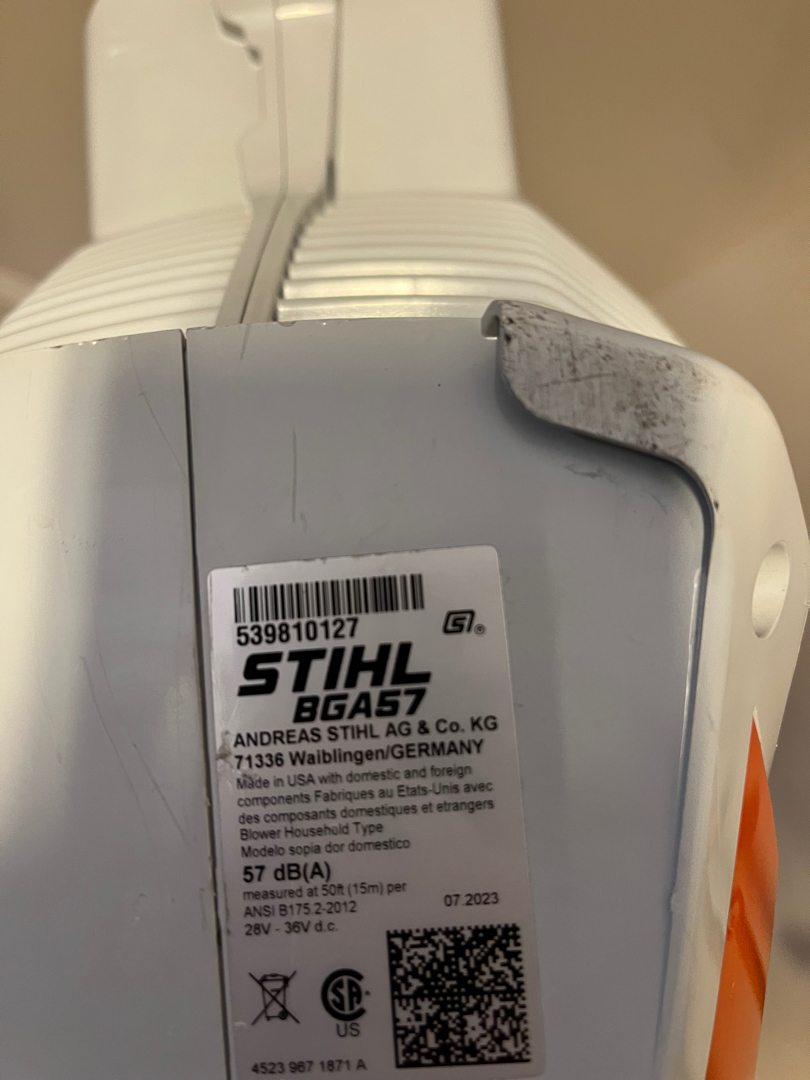 539810127
STIHL
BGA57
ANDREAS STIHL AG & Co. KG
71336 Waiblingen/GERMANY
Made in USA with domestic and foreign
components Fabriques au Etats-Unis avec
des composants domestiques et etrangers
Blower Household Type
Modelo sopia dor domestico
57 dB(A)
measured at 50ft (15m) per
ANSI B175.2-2012
07.2023
28V - 36V d.c.
SA
US
4523 967 1871 A